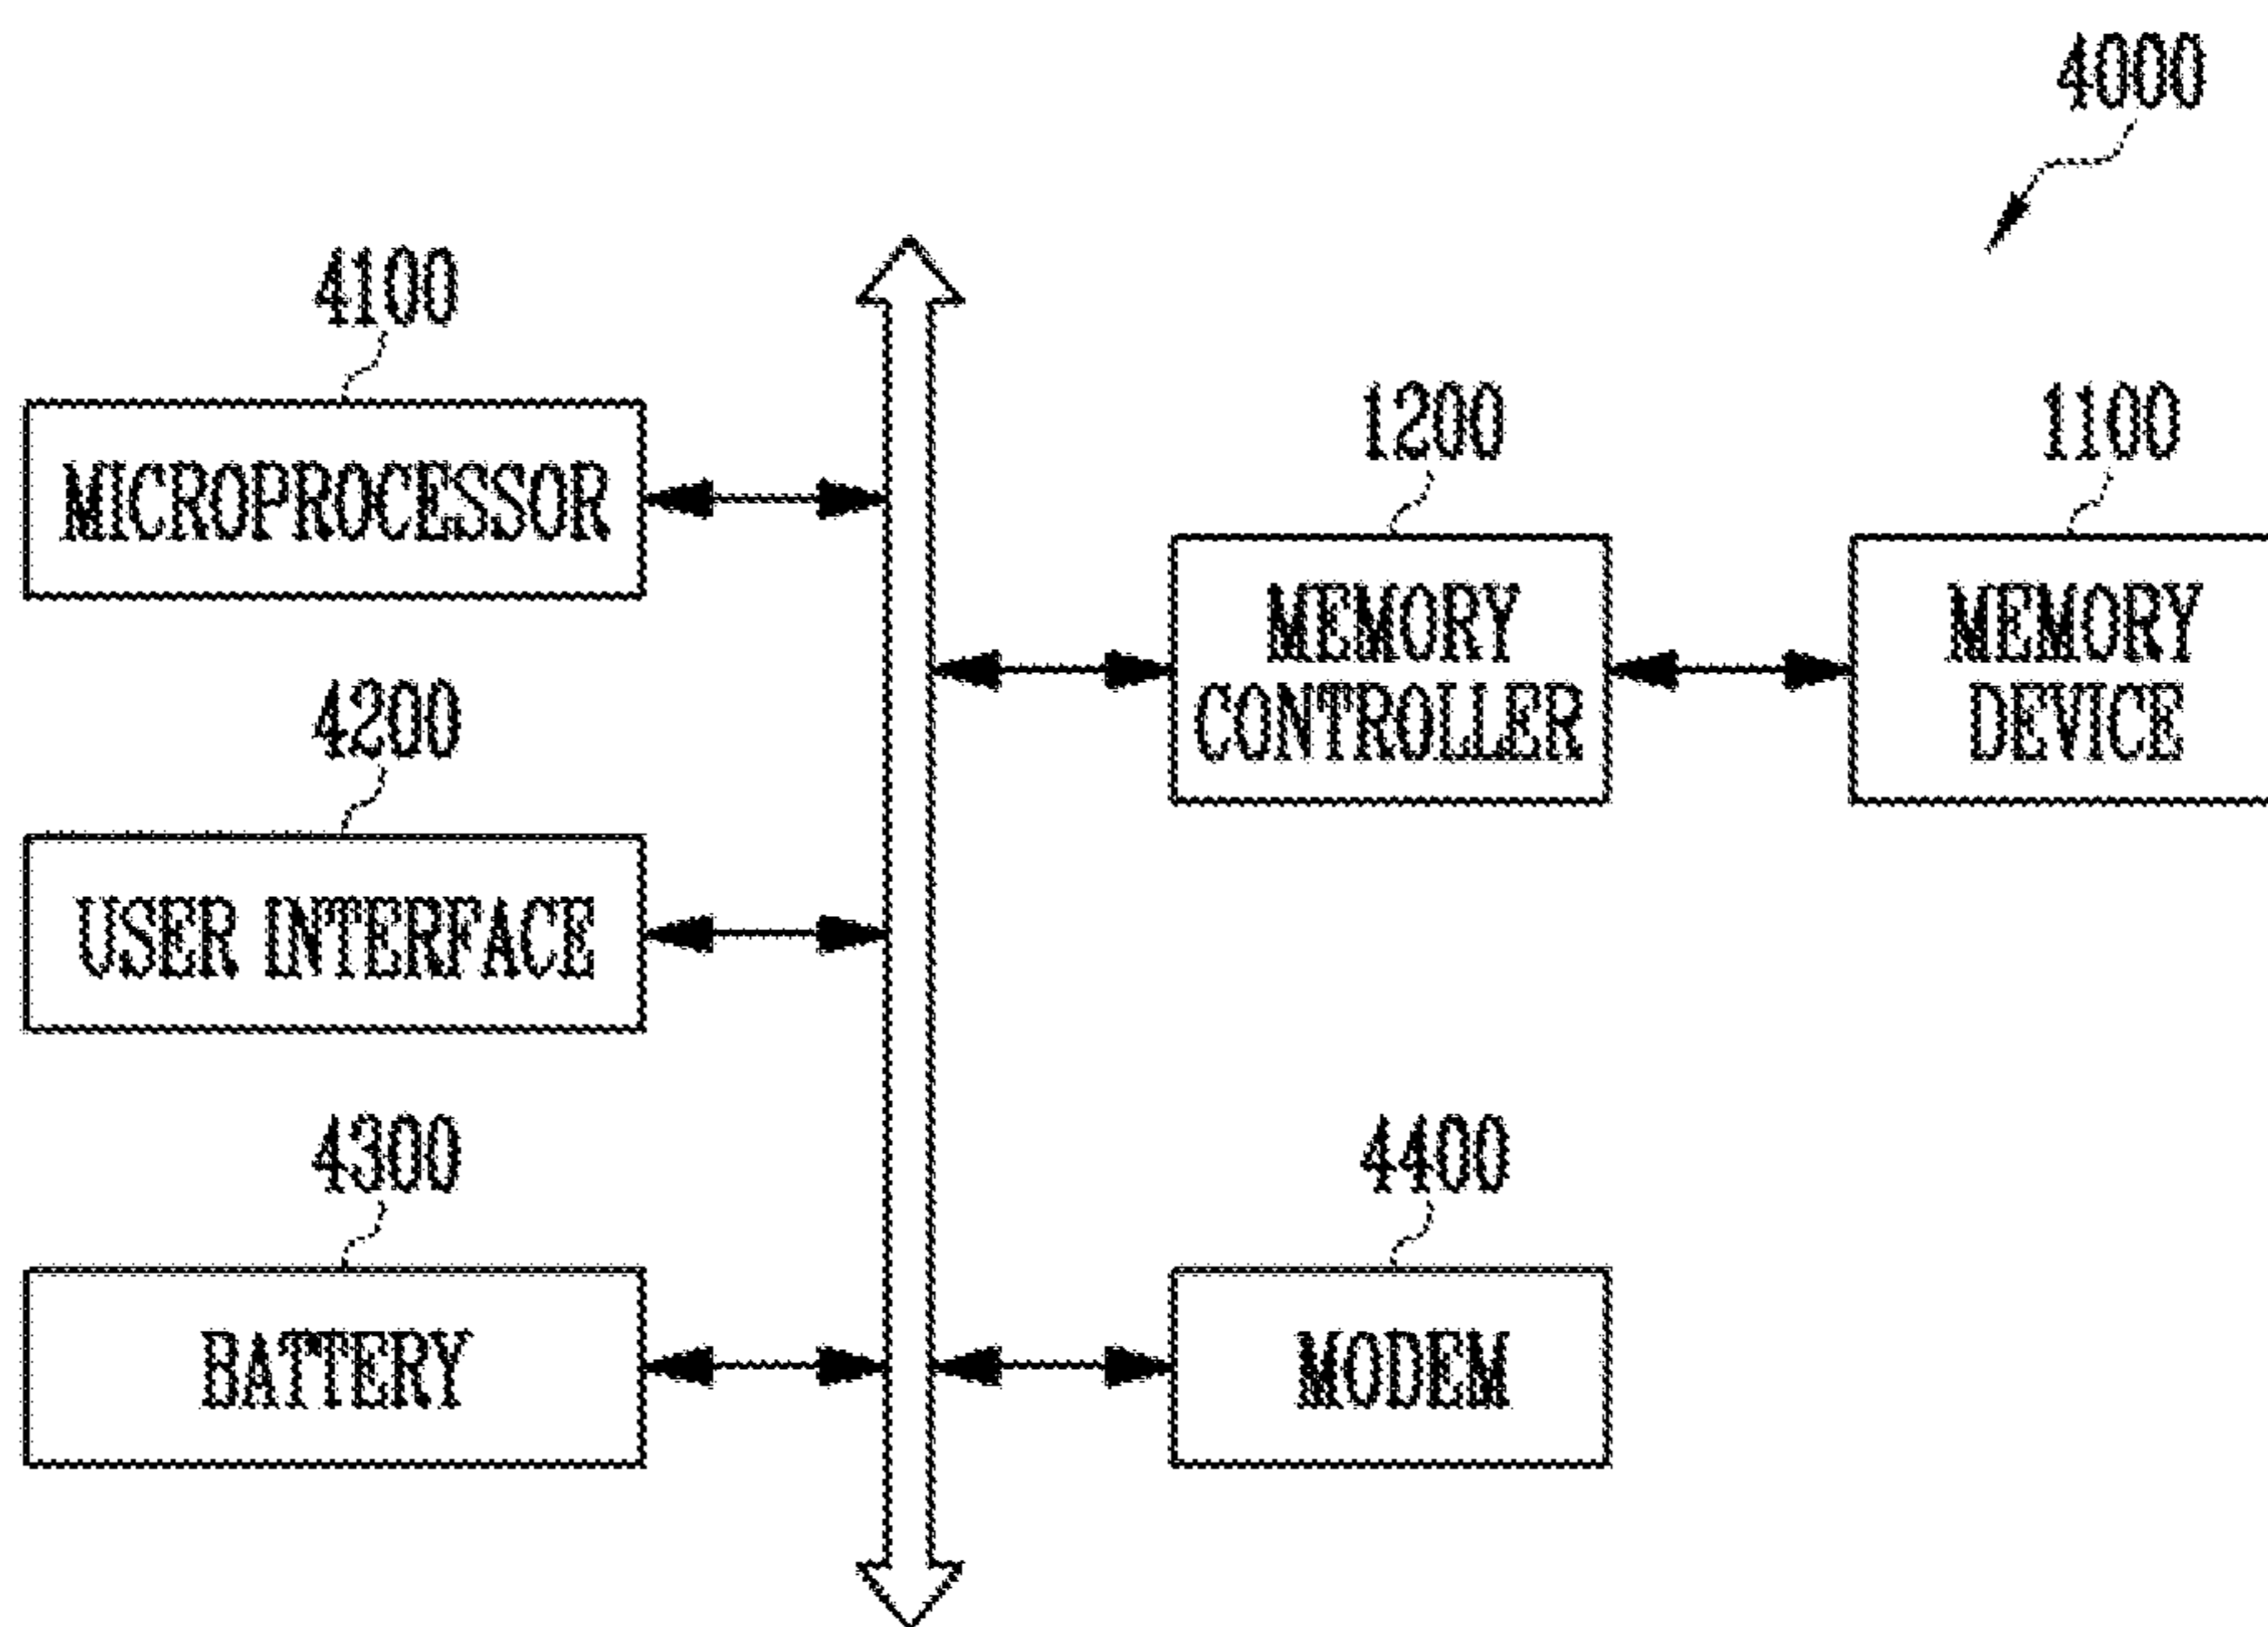 4000
4100
MICROPROCESSOR
1200
MEMORY
CONTROLLER
1100
MEMORY
DEVICE
4200
USER INTERFACE
4300
BATTERY
4400
MODEM